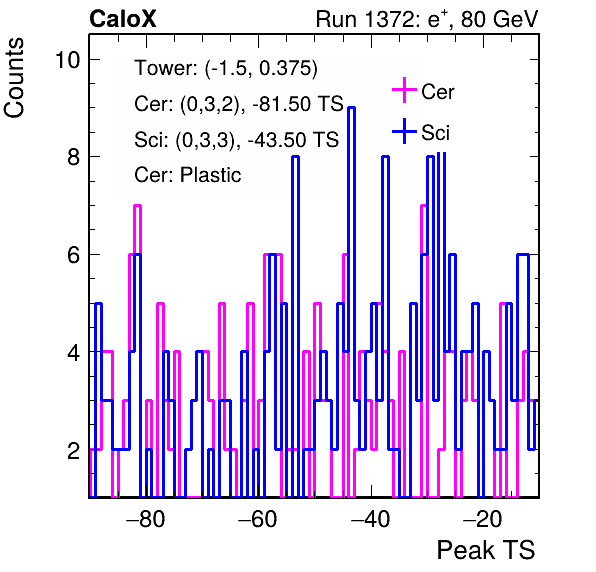 CaloX Run 1372: e⁺, 80 GeV
Counts
10
8
6
4
2
Tower: (-1.5, 0.375)
Cer: (0,3,2), -81.50 TS
Sci: (0,3,3), -43.50 TS
Cer: Plastic
Cer
Sci
−80 −60 −40 −20
Peak TS